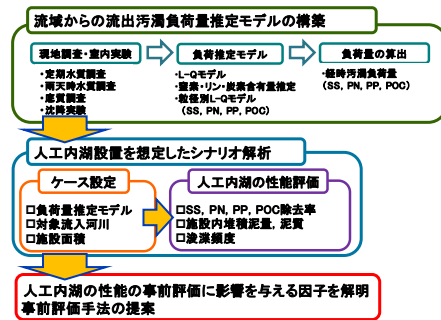 流域からの流出汚濁負荷量推定モデルの構築
現地調査・室内実験
・定期水質調査
・雨天時水質調査
・底質調査
・沈降実験
負荷推定モデル
・L-Qモデル
・窒素・リン・炭素含有量推定
・粒径別L-Qモデル
(SS, PN, PP, POC)
負荷量の算出
・経時汚濁負荷量
(SS, PN, PP, POC)
人工内湖設置を想定したシナリオ解析
ケース設定
□負荷量推定モデル
□対象流入河川
□施設面積
人工内湖の性能評価
□SS, PN, PP, POC除去率
□施設内堆積泥量, 泥質
□浚渫頻度
人工内湖の性能の事前評価に影響を与える因子を解明
事前評価手法の提案